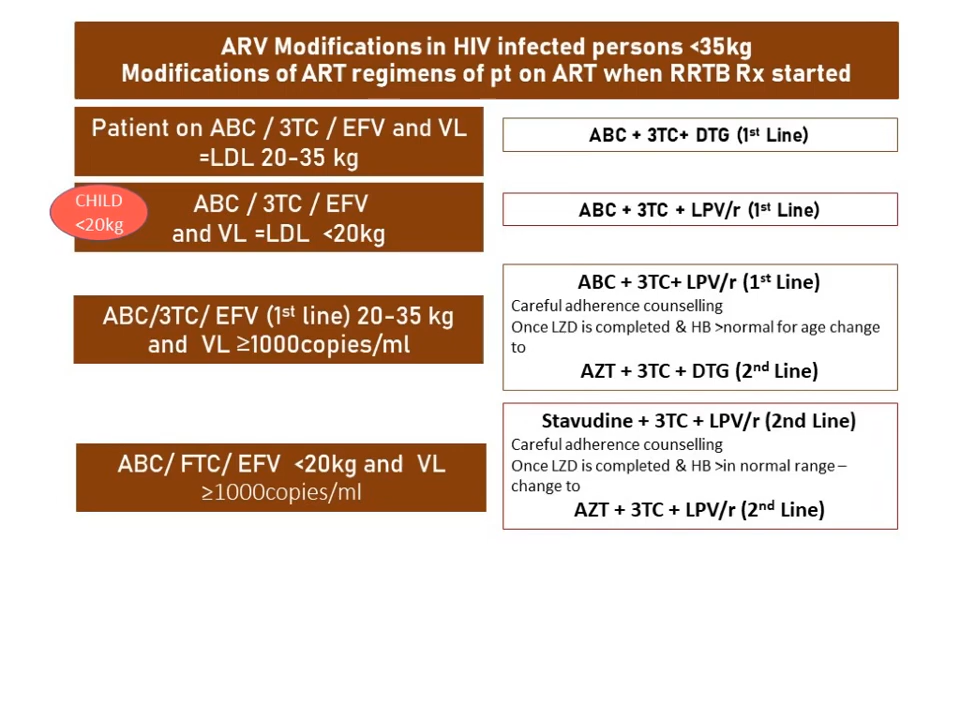 ARV Modifications in HIV infected persons <35kg
Modifications of ART regimens of pt on ART when RRTB Rx started
Patient on ABC / 3TC / EFV and VL
=LDL 20-35 kg
ABC + 3TC+ DTG (1st Line)
CHILD
<20kg
ABC / 3TC / EFV
and VL =LDL <20kg
ABC + 3TC + LPV/r (1st Line)
ABC/3TC/ EFV (1st line) 20-35 kg
and VL ≥1000copies/ml
ABC + 3TC+ LPV/r (1st Line)
Careful adherence counselling
Once LZD is completed & HB >normal for age change
to
AZT + 3TC + DTG (2nd Line)
ABC/ FTC/ EFV <20kg and VL
≥1000copies/ml
Stavudine + 3TC + LPV/r (2nd Line)
Careful adherence counselling
Once LZD is completed & HB >in normal range –
change to
AZT + 3TC + LPV/r (2nd Line)